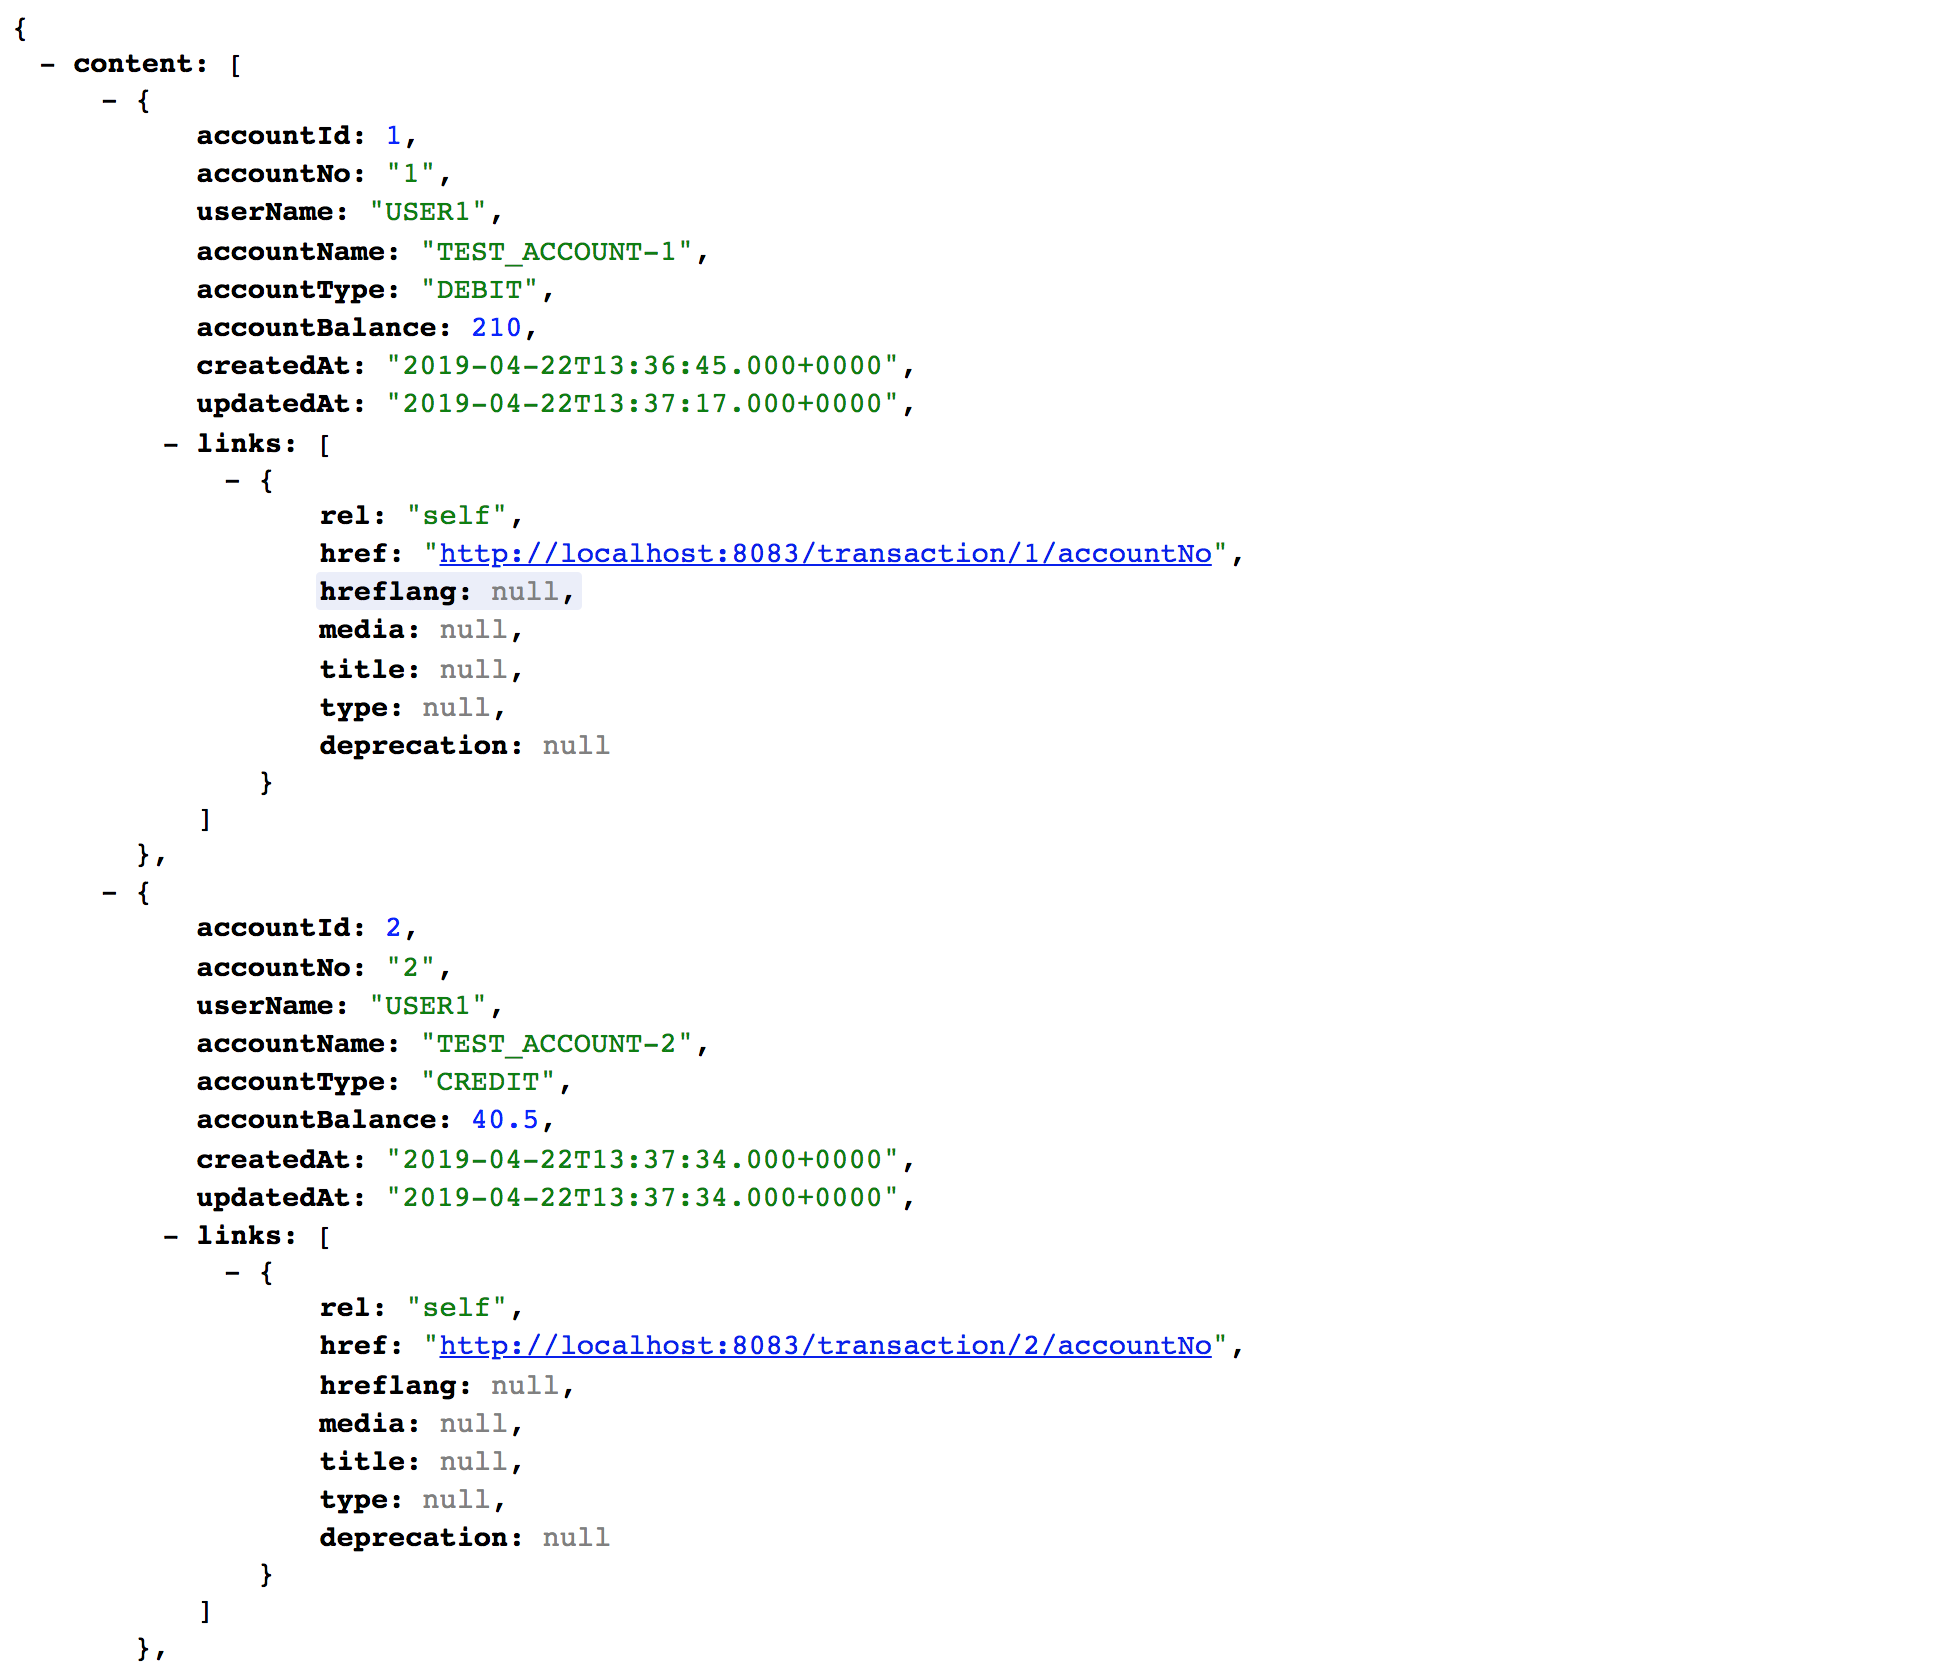 {
- content: [
- {
accountId: 1,
accountNo: "1",
userName: "USER1",
accountName: "TEST_ACCOUNT-1",
accountType: "DEBIT",
accountBalance: 210,
createdAt: "2019-04-22T13:36:45.000+0000",
updatedAt: "2019-04-22T13:37:17.000+0000",
- links: [
- {
rel: "self",
href: "http://localhost:8083/transaction/1/accountNo",
hreflang: null,
media: null,
title: null,
type: null,
deprecation: null
}
]
},
- {
accountId: 2,
accountNo: "2",
userName: "USER1",
accountName: "TEST_ACCOUNT-2",
accountType: "CREDIT",
accountBalance: 40.5,
createdAt: "2019-04-22T13:37:34.000+0000",
updatedAt: "2019-04-22T13:37:34.000+0000",
- links: [
- {
rel: "self",
href: "http://localhost:8083/transaction/2/accountNo",
hreflang: null,
media: null,
title: null,
type: null,
deprecation: null
}
]
},